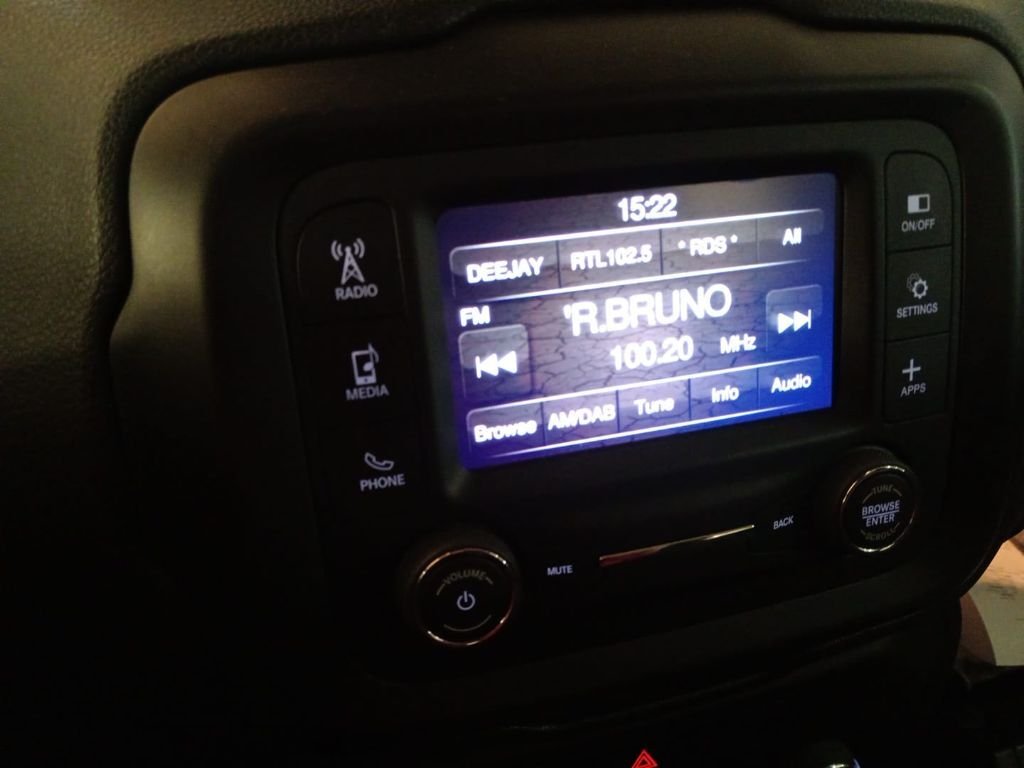 15:22
DEEJAY RTL102.5 * RDS * All
FM
'R.BRUNO
100.20 MHz
Browse AM/DAB Tune Info Audio
RADIO
MEDIA
PHONE
ON/OFF
SETTINGS
APPS
VOLUME
MUTE
BACK
TUNE
BROWSE
ENTER
SCROLL